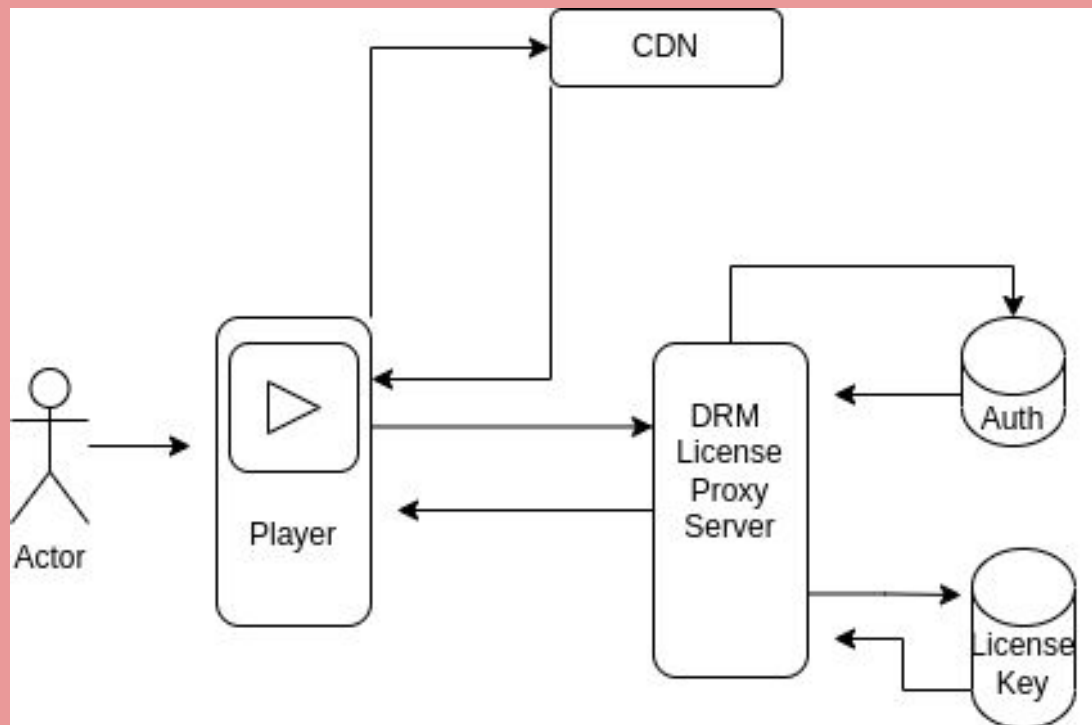 CDN
DRM
License
Proxy
Server
Auth
Player
Actor
License
Key